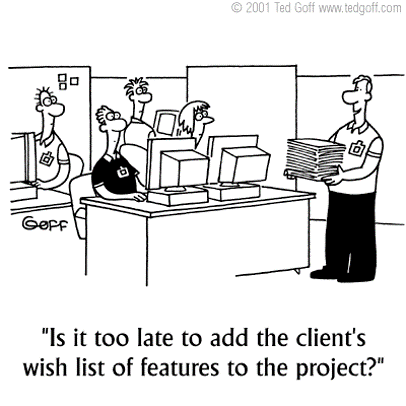 © 2001 Ted Goff www.tedgoff.com
GOFF
"Is it too late to add the client's
wish list of features to the project?"